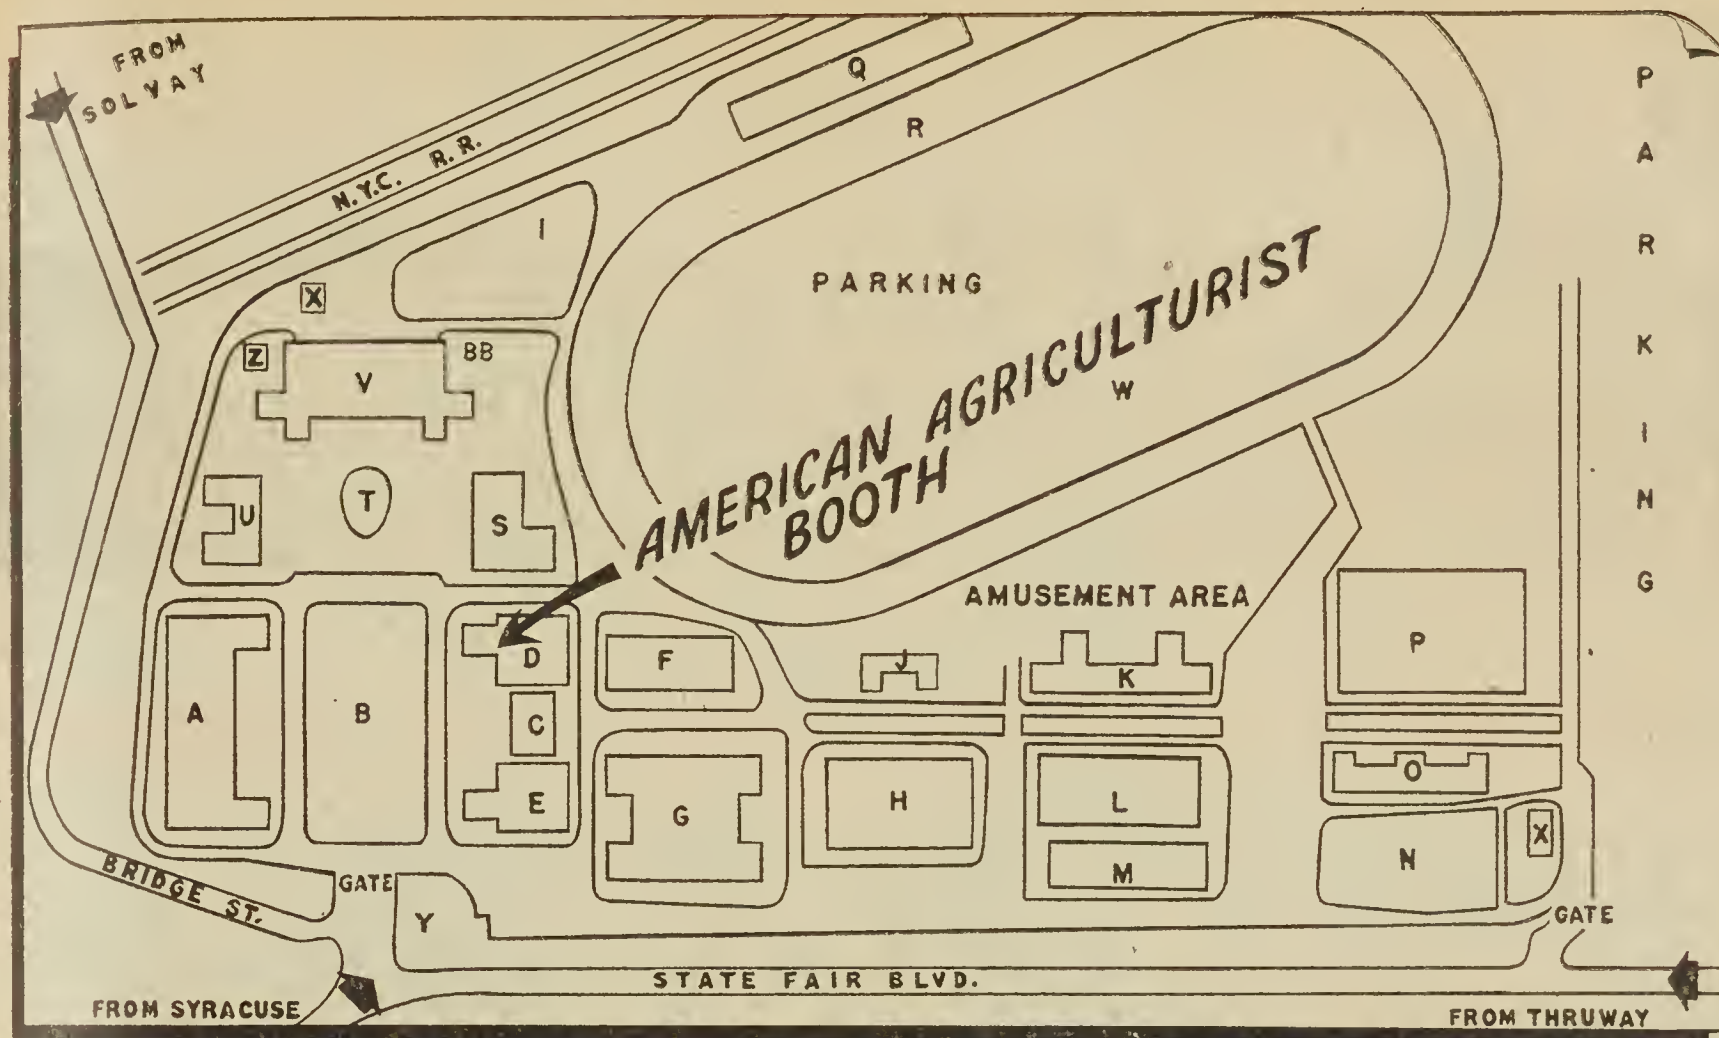 FROM
SOLVAY
N.Y.C. R.R.
Q
R
I
X
Z
BB
V
PARKING
AMERICAN AGRICULTURIST
BOOTH
W
PARKING
U
T
S
AMUSEMENT AREA
A
B
D
C
E
F
G
J
H
K
L
M
P
O
N
X
BRIDGE ST.
GATE
Y
GATE
STATE FAIR BLVD.
FROM SYRACUSE
FROM THRUWAY